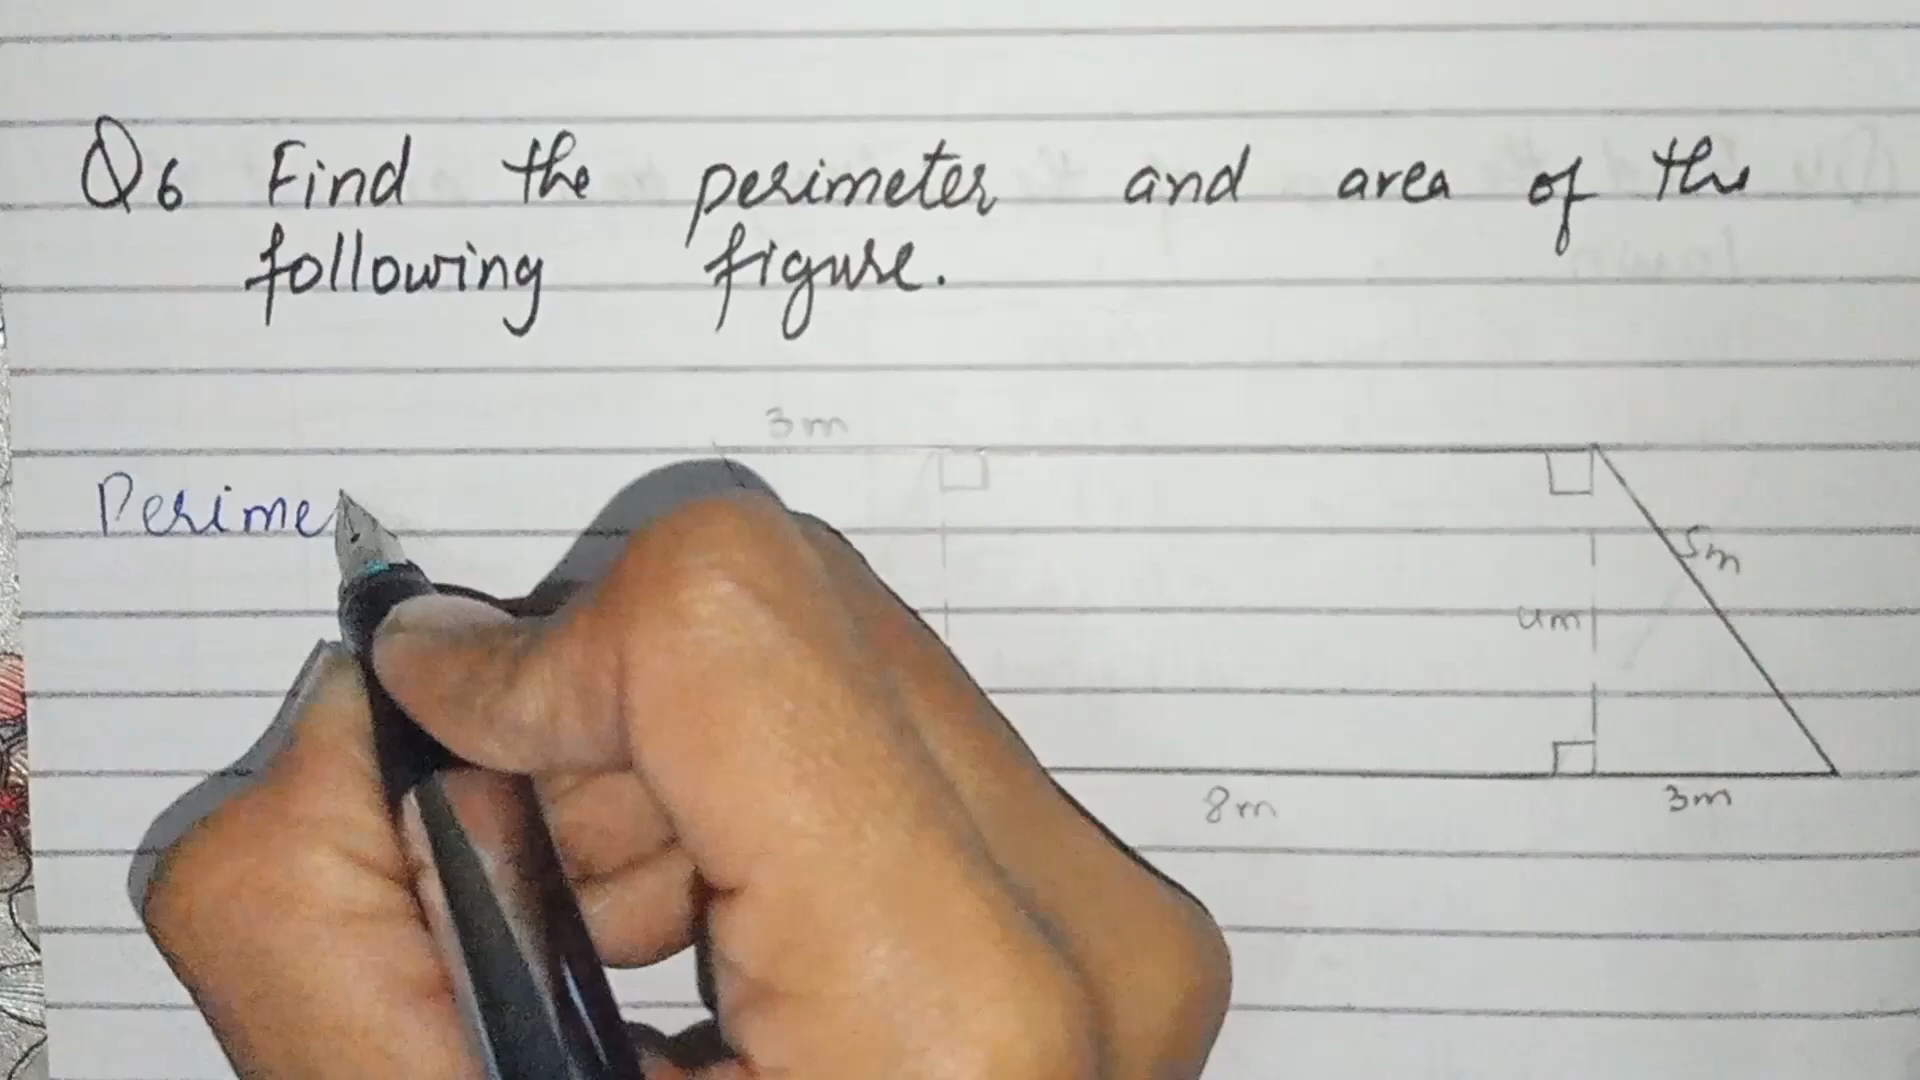 Q6 Find the perimeter and area of the
following figure.
3m
Perime
5m
4m
8m
3m